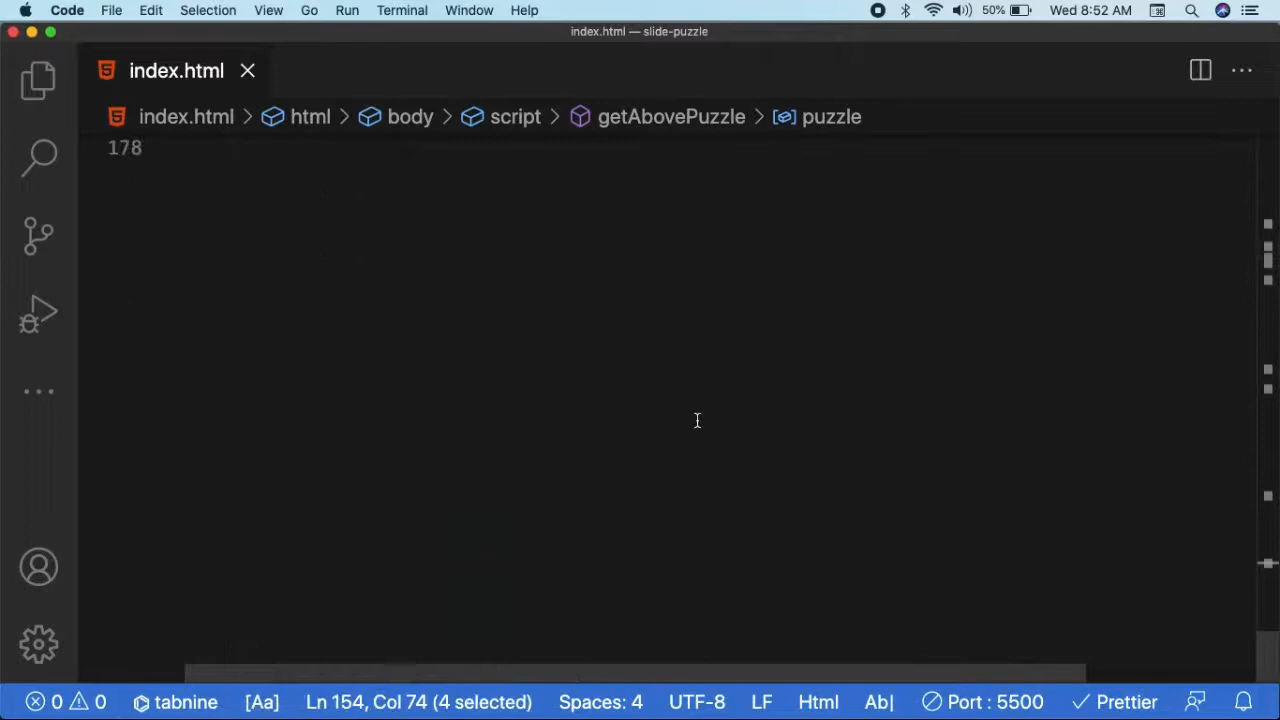 Code File Edit Selection View Go Run Terminal Window Help 50% Wed 8:52 AM
index.html — slide-puzzle
index.html
index.html > html > body > script > getAbovePuzzle > puzzle
178
0 0 tabnine [Aa] Ln 154, Col 74 (4 selected) Spaces: 4 UTF-8 LF Html Ab| Port : 5500 Prettier